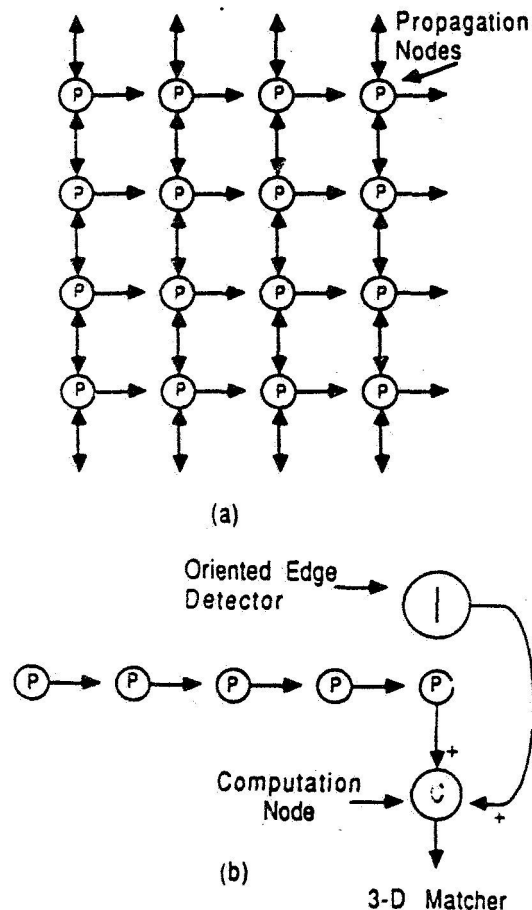 Propagation
Nodes
P P P P
P P P P
P P P P
P P P P
(a)
Oriented Edge
Detector
P P P P P
+
Computation
Node
C
+
(b)
3-D Matcher